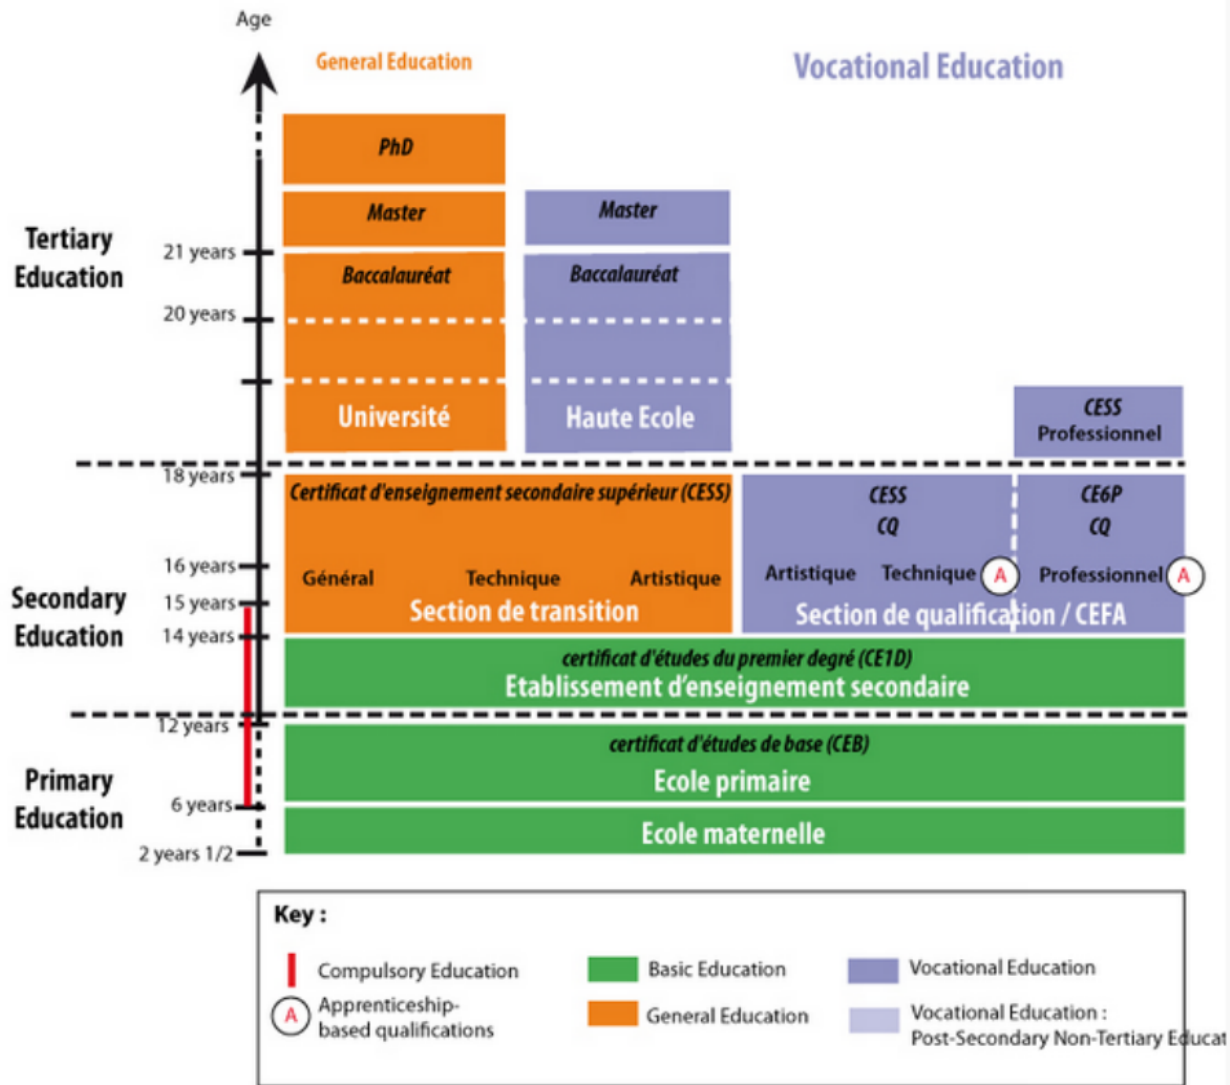 Age
General Education
Vocational Education
PhD
Master
Master
Tertiary
Education
21 years
Baccalauréat
Baccalauréat
20 years
Université
Haute Ecole
CESS
Professionnel
18 years
Certificat d'enseignement secondaire supérieur (CESS)
CESS
CQ
CE6P
CQ
16 years
Général
Technique
Artistique
Artistique
Technique
A
Professionnel
A
Secondary
Education
15 years
Section de transition
Section de qualification / CEFA
14 years
certificat d'études du premier degré (CE1D)
Etablissement d'enseignement secondaire
12 years
certificat d'études de base (CEB)
Primary
Education
Ecole primaire
6 years
Ecole maternelle
2 years 1/2
Key :
Compulsory Education
Basic Education
Vocational Education
A
Apprenticeship-
based qualifications
General Education
Vocational Education :
Post-Secondary Non-Tertiary Educat